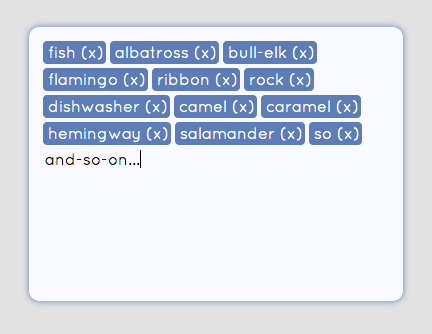 fish (x) albatross (x) bull-elk (x)
flamingo (x) ribbon (x) rock (x)
dishwasher (x) camel (x) caramel (x)
hemingway (x) salamander (x) so (x)
and-so-on...